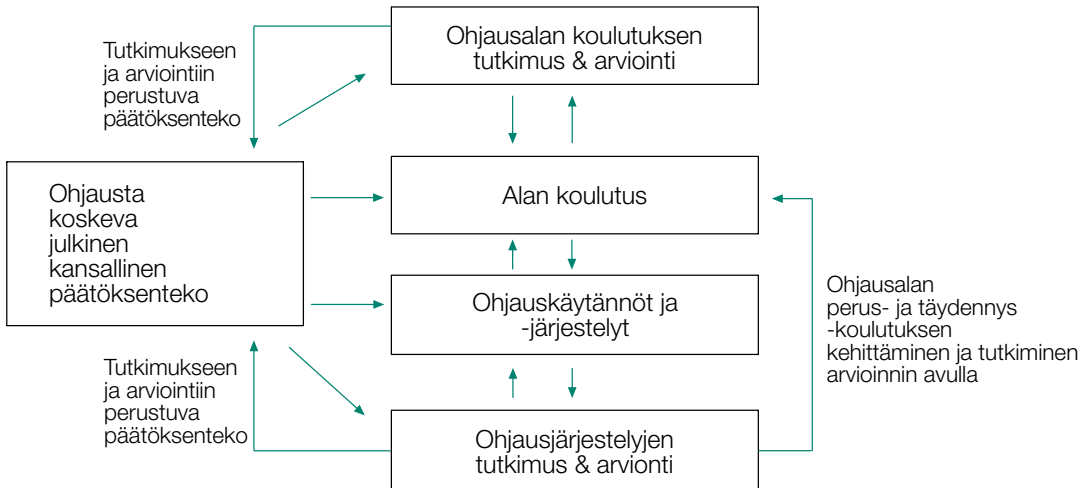 Tutkimukseen
ja arviointiin
perustuva
päätöksenteko
Ohjausalan koulutuksen
tutkimus & arviointi
Ohjausta
koskeva
julkinen
kansallinen
päätöksenteko
Alan koulutus
Ohjauskäytännöt ja
-järjestelyt
Ohjausalan
perus- ja täydennys
-koulutuksen
kehittäminen ja tutkiminen
arvioinnin avulla
Tutkimukseen
ja arviointiin
perustuva
päätöksenteko
Ohjausjärjestelyjen
tutkimus & arvionti